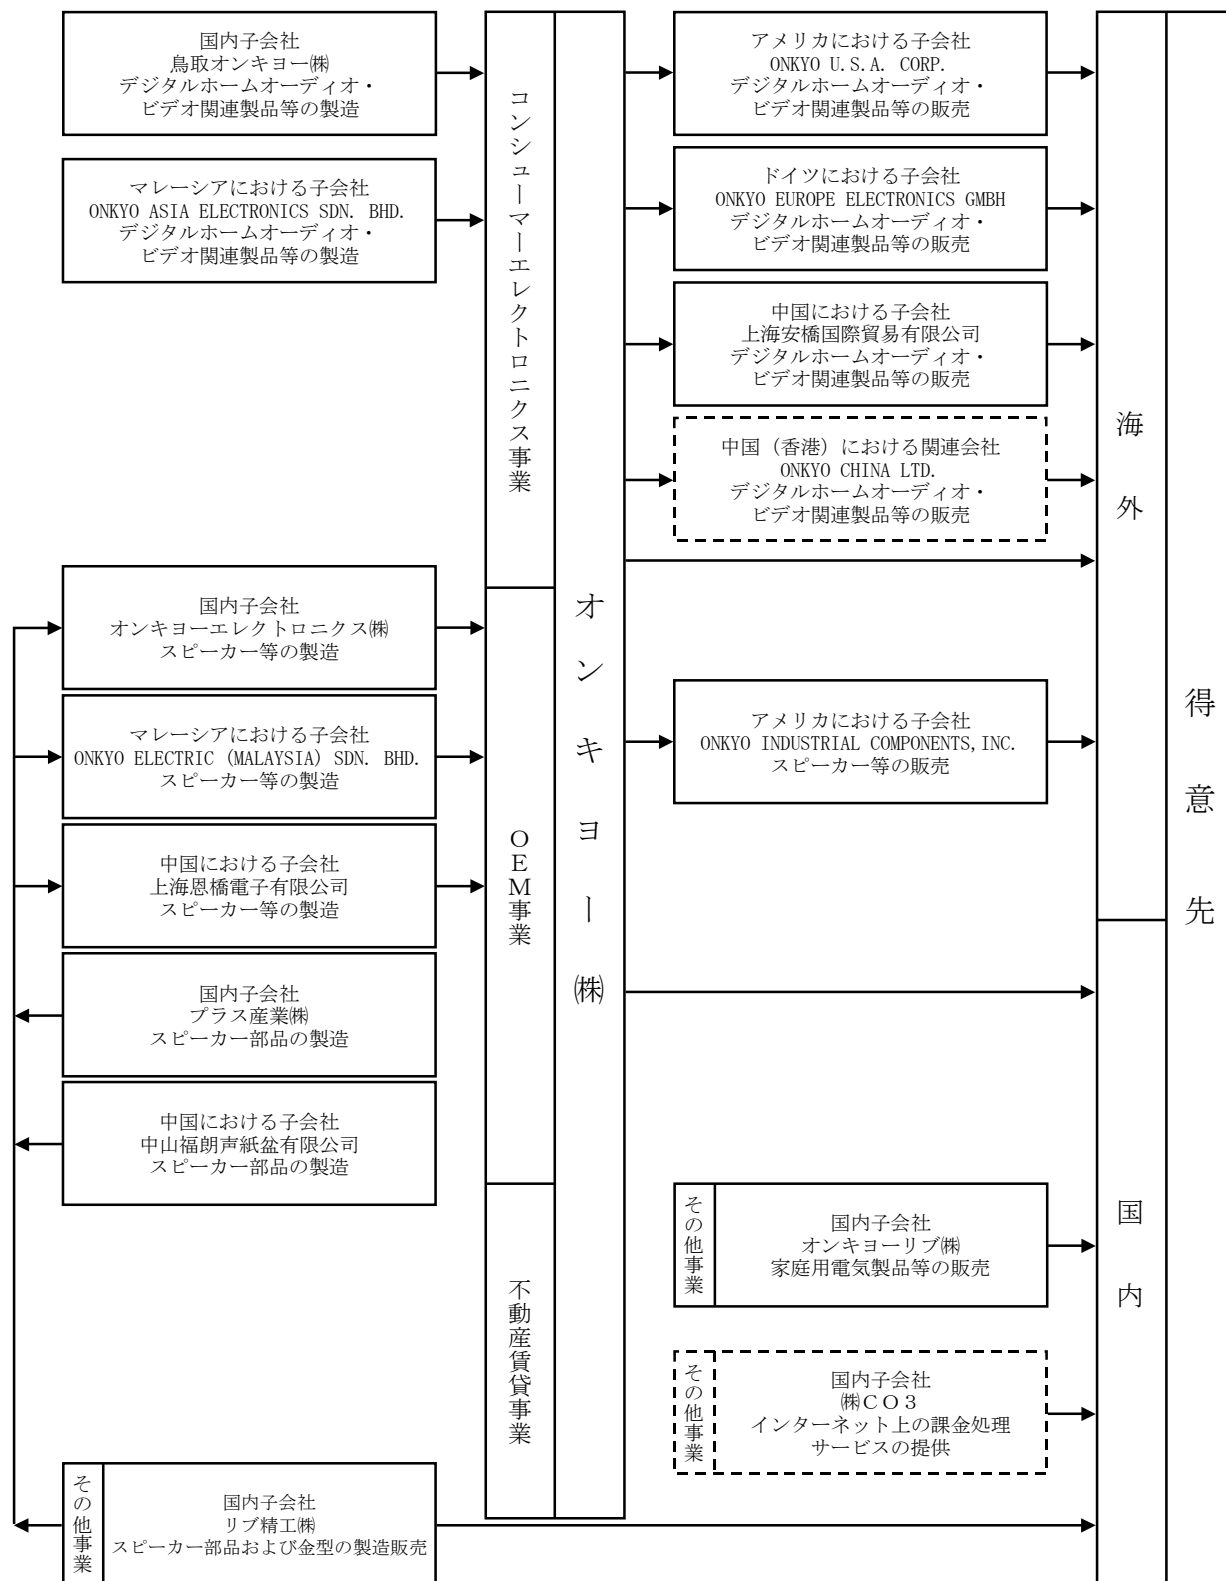 国内子会社
鳥取オンキヨー㈱
デジタルホームオーディオ・
ビデオ関連製品等の製造
マレーシアにおける子会社
ONKYO ASIA ELECTRONICS SDN. BHD.
デジタルホームオーディオ・
ビデオ関連製品等の製造
国内子会社
オンキヨーエレクトロニクス㈱
スピーカー等の製造
マレーシアにおける子会社
ONKYO ELECTRIC (MALAYSIA) SDN. BHD.
スピーカー等の製造
中国における子会社
上海恩橋電子有限公司
スピーカー等の製造
国内子会社
プラス産業㈱
スピーカー部品の製造
中国における子会社
中山福朗声紙盆有限公司
スピーカー部品の製造
その他事業
国内子会社
リブ精工㈱
スピーカー部品および金型の製造販売
コンシューマーエレクトロニクス事業
OEM事業
不動産賃貸事業
オンキヨー㈱
アメリカにおける子会社
ONKYO U.S.A. CORP.
デジタルホームオーディオ・
ビデオ関連製品等の販売
ドイツにおける子会社
ONKYO EUROPE ELECTRONICS GMBH
デジタルホームオーディオ・
ビデオ関連製品等の販売
中国における子会社
上海安橋国際貿易有限公司
デジタルホームオーディオ・
ビデオ関連製品等の販売
中国（香港）における関連会社
ONKYO CHINA LTD.
デジタルホームオーディオ・
ビデオ関連製品等の販売
アメリカにおける子会社
ONKYO INDUSTRIAL COMPONENTS,INC.
スピーカー等の販売
その他事業
国内子会社
オンキヨーリブ㈱
家庭用電気製品等の販売
その他事業
国内子会社
㈱ＣＯ３
インターネット上の課金処理
サービスの提供
海外
国内
得意先